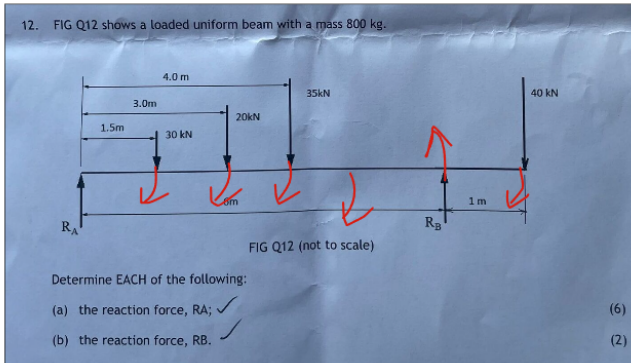 12. FIG Q12 shows a loaded uniform beam with a mass 800 kg.
4.0 m
35kN
40 kN
3.0m
20kN
1.5m
30 kN
8m
1 m
RA
RB
FIG Q12 (not to scale)
Determine EACH of the following:
(a) the reaction force, RA; (6)
(b) the reaction force, RB. (2)